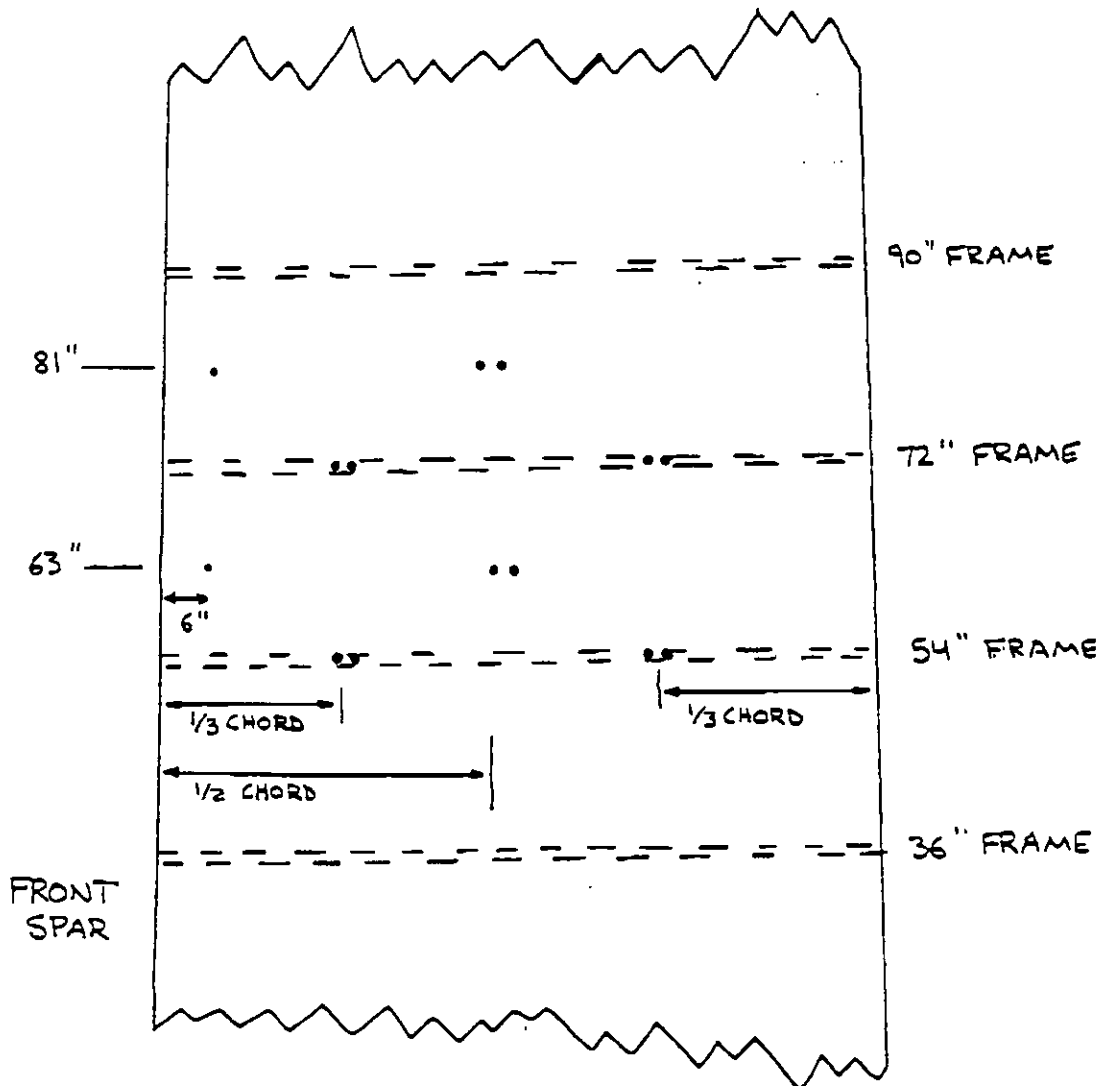 90" FRAME
81"
72" FRAME
63"
6"
54" FRAME
1/3 CHORD
1/3 CHORD
1/2 CHORD
36" FRAME
FRONT
SPAR